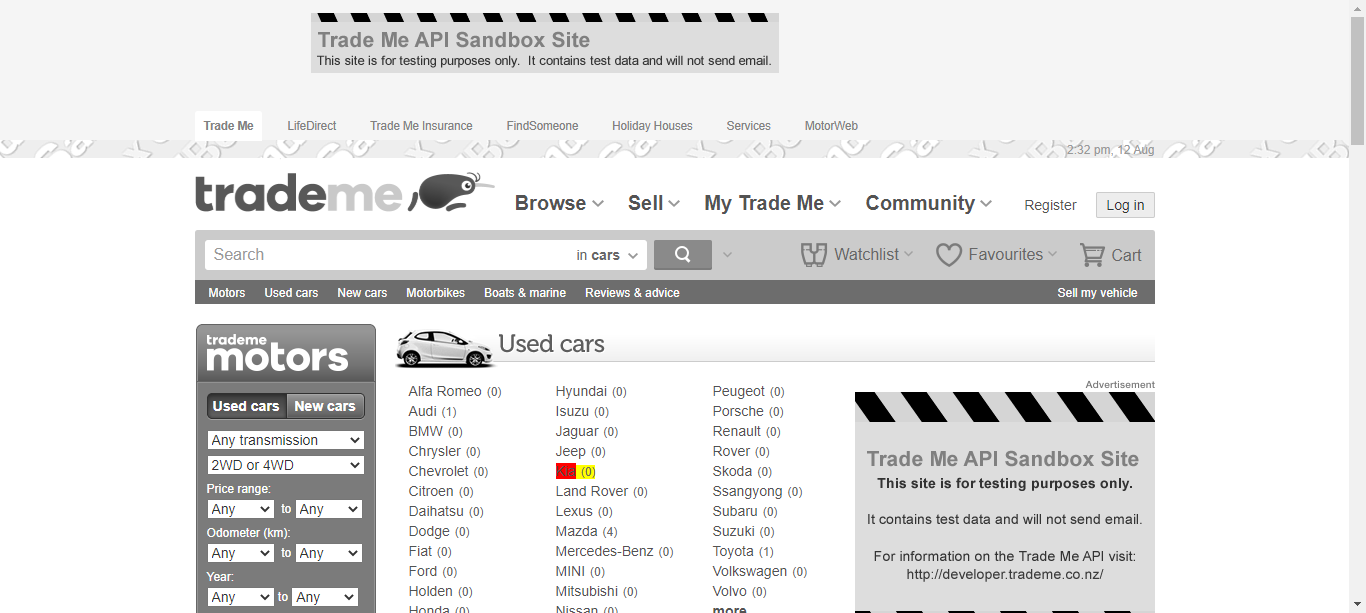 Trade Me API Sandbox Site
This site is for testing purposes only. It contains test data and will not send email.
Trade Me LifeDirect Trade Me Insurance FindSomeone Holiday Houses Services MotorWeb
2:32 pm, 12 Aug
trademe
Browse Sell My Trade Me Community Register Log in
Search in cars Watchlist Favourites Cart
Motors Used cars New cars Motorbikes Boats & marine Reviews & advice Sell my vehicle
trademe
motors
Used cars New cars
Any transmission
2WD or 4WD
Price range:
Any to Any
Odometer (km):
Any to Any
Year:
Any to Any
Used cars
Alfa Romeo (0)
Audi (1)
BMW (0)
Chrysler (0)
Chevrolet (0)
Citroen (0)
Daihatsu (0)
Dodge (0)
Fiat (0)
Ford (0)
Holden (0)
Honda (0)
Hyundai (0)
Isuzu (0)
Jaguar (0)
Jeep (0)
Kia (0)
Land Rover (0)
Lexus (0)
Mazda (4)
Mercedes-Benz (0)
MINI (0)
Mitsubishi (0)
Nissan (0)
Peugeot (0)
Porsche (0)
Renault (0)
Rover (0)
Skoda (0)
Ssangyong (0)
Subaru (0)
Suzuki (0)
Toyota (1)
Volkswagen (0)
Volvo (0)
more
Advertisement
Trade Me API Sandbox Site
This site is for testing purposes only.
It contains test data and will not send email.
For information on the Trade Me API visit:
http://developer.trademe.co.nz/